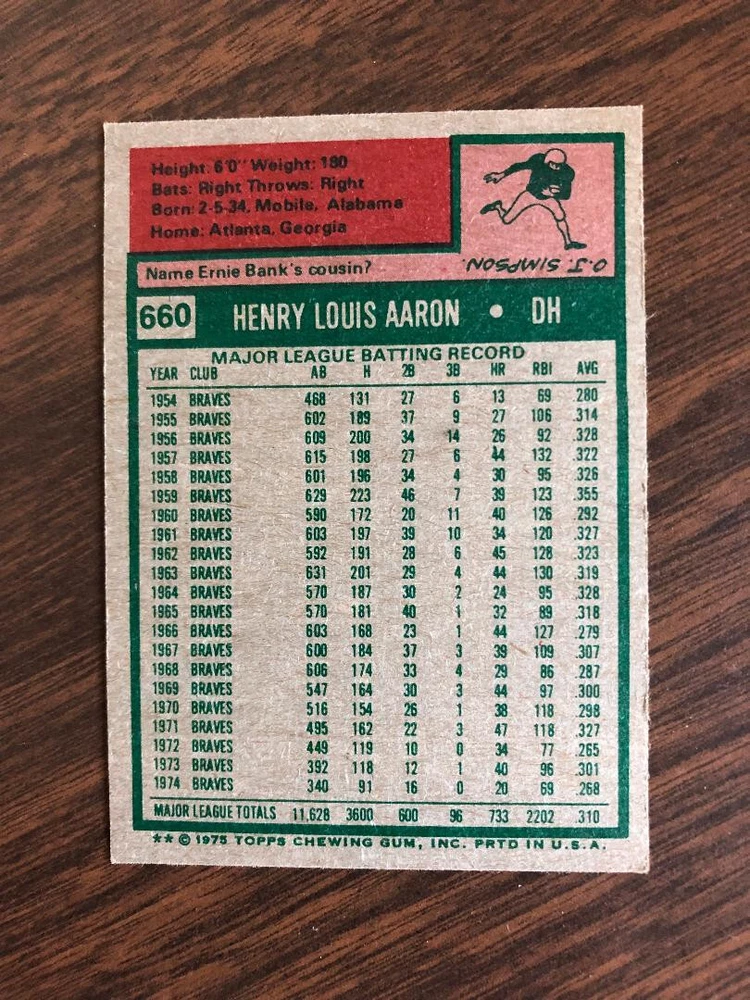 Height: 6'0" Weight: 180
Bats: Right Throws: Right
Born: 2-5-34, Mobile, Alabama
Home: Atlanta, Georgia
Name Ernie Bank's cousin?
O.J. SIMPSON.
660 HENRY LOUIS AARON • DH
MAJOR LEAGUE BATTING RECORD
YEAR CLUB AB H 2B 3B HR RBI AVG
1954 BRAVES 468 131 27 6 13 69 .280
1955 BRAVES 602 189 37 9 27 106 .314
1956 BRAVES 609 200 34 14 26 92 .328
1957 BRAVES 615 198 27 6 44 132 .322
1958 BRAVES 601 196 34 4 30 95 .326
1959 BRAVES 629 223 46 7 39 123 .355
1960 BRAVES 590 172 20 11 40 126 .292
1961 BRAVES 603 197 39 10 34 120 .327
1962 BRAVES 592 191 28 6 45 128 .323
1963 BRAVES 631 201 29 4 44 130 .319
1964 BRAVES 570 187 30 2 24 95 .328
1965 BRAVES 570 181 40 1 32 89 .318
1966 BRAVES 603 168 23 1 44 127 .279
1967 BRAVES 600 184 37 3 39 109 .307
1968 BRAVES 606 174 33 4 29 86 .287
1969 BRAVES 547 164 30 3 44 97 .300
1970 BRAVES 516 154 26 1 38 118 .298
1971 BRAVES 495 162 22 3 47 118 .327
1972 BRAVES 449 119 10 0 34 77 .265
1973 BRAVES 392 118 12 1 40 96 .301
1974 BRAVES 340 91 16 0 20 69 .268
MAJOR LEAGUE TOTALS 11,628 3600 600 96 733 2202 .310
** © 1975 TOPPS CHEWING GUM, INC. PRTD IN U.S.A.